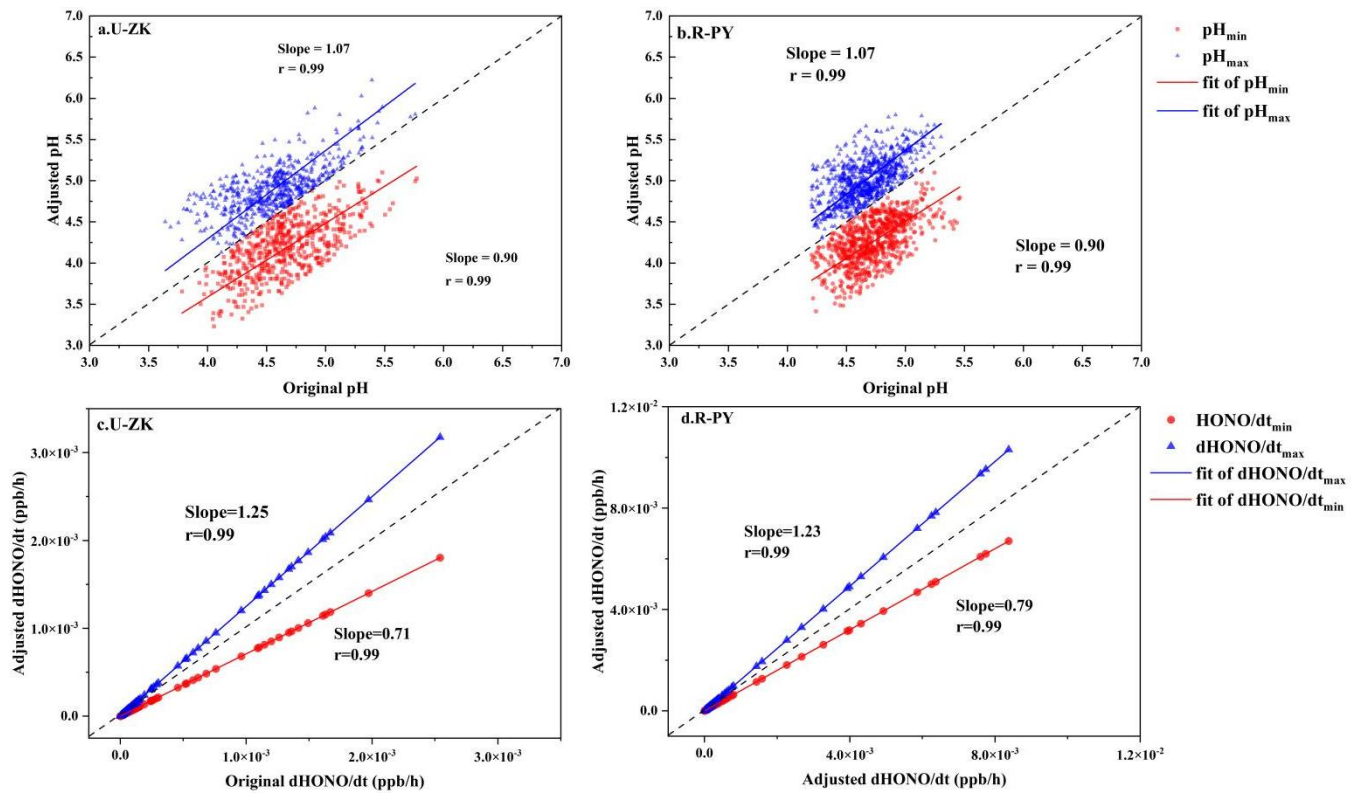 a.U-ZK
Slope = 1.07
r = 0.99
Slope = 0.90
r = 0.99
Adjusted pH
7.0
6.5
6.0
5.5
5.0
4.5
4.0
3.5
3.0
3.0 3.5 4.0 4.5 5.0 5.5 6.0 6.5 7.0
Original pH
b.R-PY
Slope = 1.07
r = 0.99
Slope = 0.90
r = 0.99
Adjusted pH
7.0
6.5
6.0
5.5
5.0
4.5
4.0
3.5
3.0
3.0 3.5 4.0 4.5 5.0 5.5 6.0 6.5 7.0
Original pH
pHmin
pHmax
fit of pHmin
fit of pHmax
c.U-ZK
Slope=1.25
r=0.99
Slope=0.71
r=0.99
Adjusted dHONO/dt (ppb/h)
3.0×10⁻³
2.0×10⁻³
1.0×10⁻³
0.0
0.0 1.0×10⁻³ 2.0×10⁻³ 3.0×10⁻³
Original dHONO/dt (ppb/h)
d.R-PY
Slope=1.23
r=0.99
Slope=0.79
r=0.99
Adjusted dHONO/dt (ppb/h)
1.2×10⁻²
8.0×10⁻³
4.0×10⁻³
0.0
0.0 4.0×10⁻³ 8.0×10⁻³ 1.2×10⁻²
Adjusted dHONO/dt (ppb/h)
HONO/dtmin
dHONO/dtmax
fit of dHONO/dtmax
fit of dHONO/dtmin